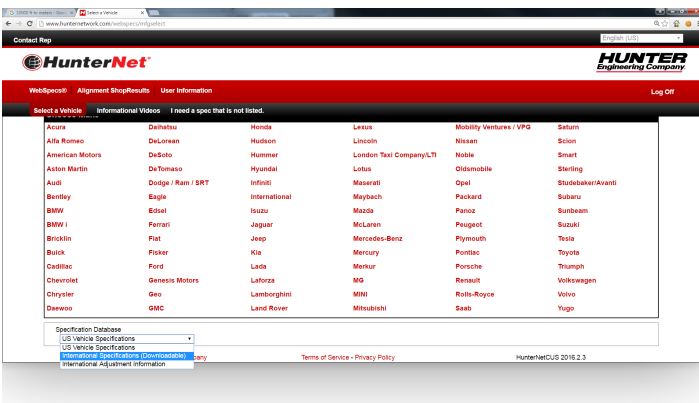 12000 ft to meters - Goo
Select a Vehicle
www.hunternetwork.com/webspecs/mfgselect
Contact Rep
English (US)
HunterNet
HUNTER
Engineering Company
WebSpecs® Alignment ShopResults User Information
Log Off
Select a Vehicle Informational Videos I need a spec that is not listed.
Acura Daihatsu Honda Lexus Mobility Ventures / VPG Saturn
Alfa Romeo DeLorean Hudson Lincoln Nissan Scion
American Motors DeSoto Hummer London Taxi Company/LTI Noble Smart
Aston Martin DeTomaso Hyundai Lotus Oldsmobile Sterling
Audi Dodge / Ram / SRT Infiniti Maserati Opel Studebaker/Avanti
Bentley Eagle International Maybach Packard Subaru
BMW Edsel Isuzu Mazda Panoz Sunbeam
BMW i Ferrari Jaguar McLaren Peugeot Suzuki
Bricklin Fiat Jeep Mercedes-Benz Plymouth Tesla
Buick Fisker Kia Mercury Pontiac Toyota
Cadillac Ford Lada Merkur Porsche Triumph
Chevrolet Genesis Motors Laforza MG Renault Volkswagen
Chrysler Geo Lamborghini MINI Rolls-Royce Volvo
Daewoo GMC Land Rover Mitsubishi Saab Yugo
Specification Database
US Vehicle Specifications
US Vehicle Specifications
International Specifications (Downloadable)
International Adjustment Information
Terms of Service - Privacy Policy
HunterNetCUS 2016.2.3